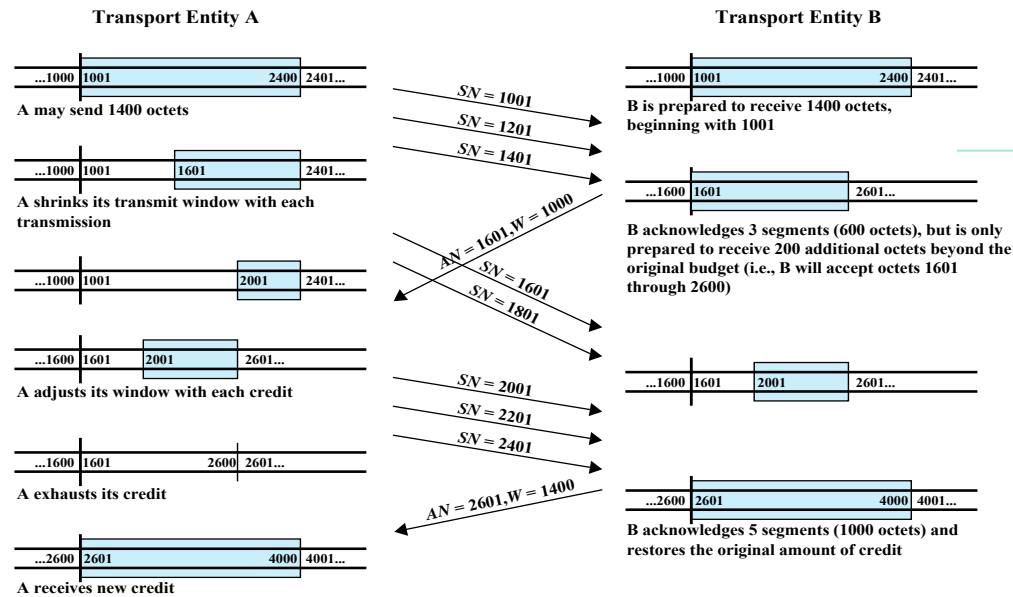 Transport Entity A
...1000 1001 2400 2401...
A may send 1400 octets
...1000 1001 1601 2401...
A shrinks its transmit window with each
transmission
...1000 1001 2001 2401...
...1600 1601 2001 2601...
A adjusts its window with each credit
...1600 1601 2600 2601...
A exhausts its credit
...2600 2601 4000 4001...
A receives new credit
SN = 1001
SN = 1201
SN = 1401
AN = 1601,W = 1000
SN = 1601
SN = 1801
SN = 2001
SN = 2201
SN = 2401
AN = 2601,W = 1400
Transport Entity B
...1000 1001 2400 2401...
B is prepared to receive 1400 octets,
beginning with 1001
...1600 1601 2601...
B acknowledges 3 segments (600 octets), but is only
prepared to receive 200 additional octets beyond the
original budget (i.e., B will accept octets 1601
through 2600)
...1600 1601 2001 2601...
...2600 2601 4000 4001...
B acknowledges 5 segments (1000 octets) and
restores the original amount of credit